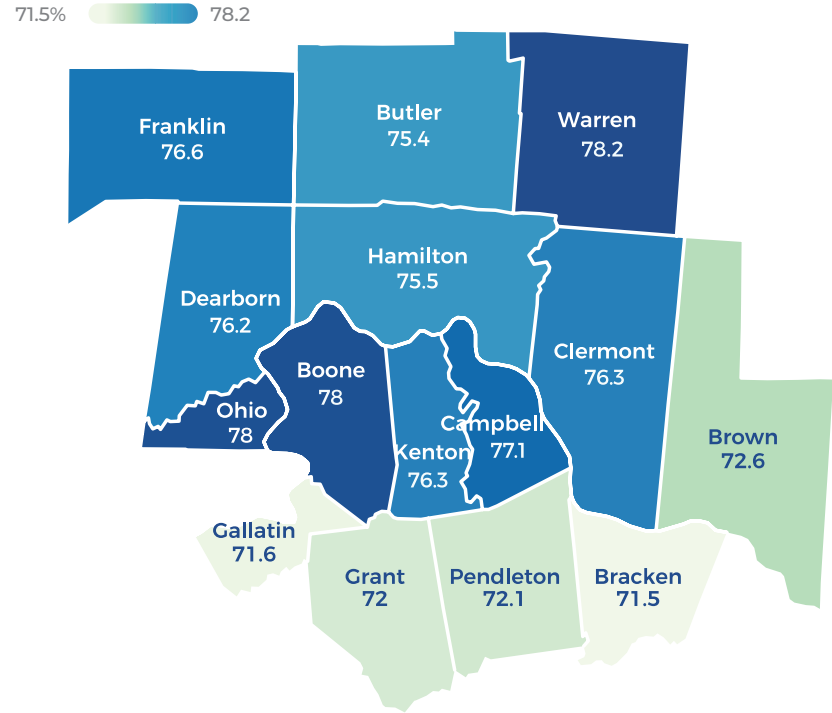 71.5% 78.2
Franklin
76.6
Butler
75.4
Warren
78.2
Hamilton
75.5
Dearborn
76.2
Clermont
76.3
Boone
78
Ohio
78
Campbell
77.1
Kenton
76.3
Brown
72.6
Gallatin
71.6
Grant
72
Pendleton
72.1
Bracken
71.5